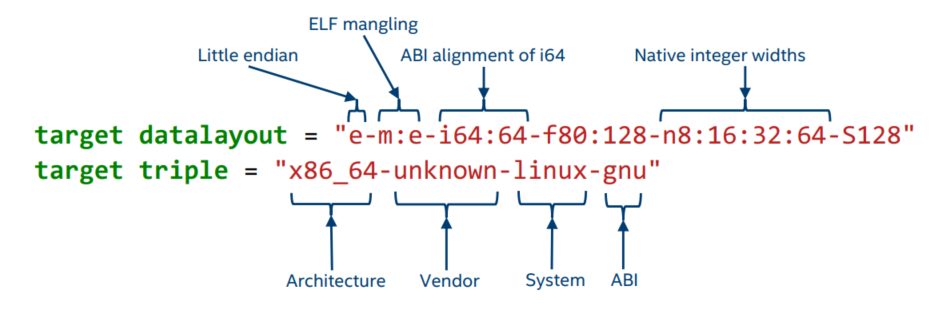 ELF mangling
Little endian ABI alignment of i64 Native integer widths
target datalayout = "e-m:e-i64:64-f80:128-n8:16:32:64-S128"
target triple = "x86_64-unknown-linux-gnu"
Architecture Vendor System ABI